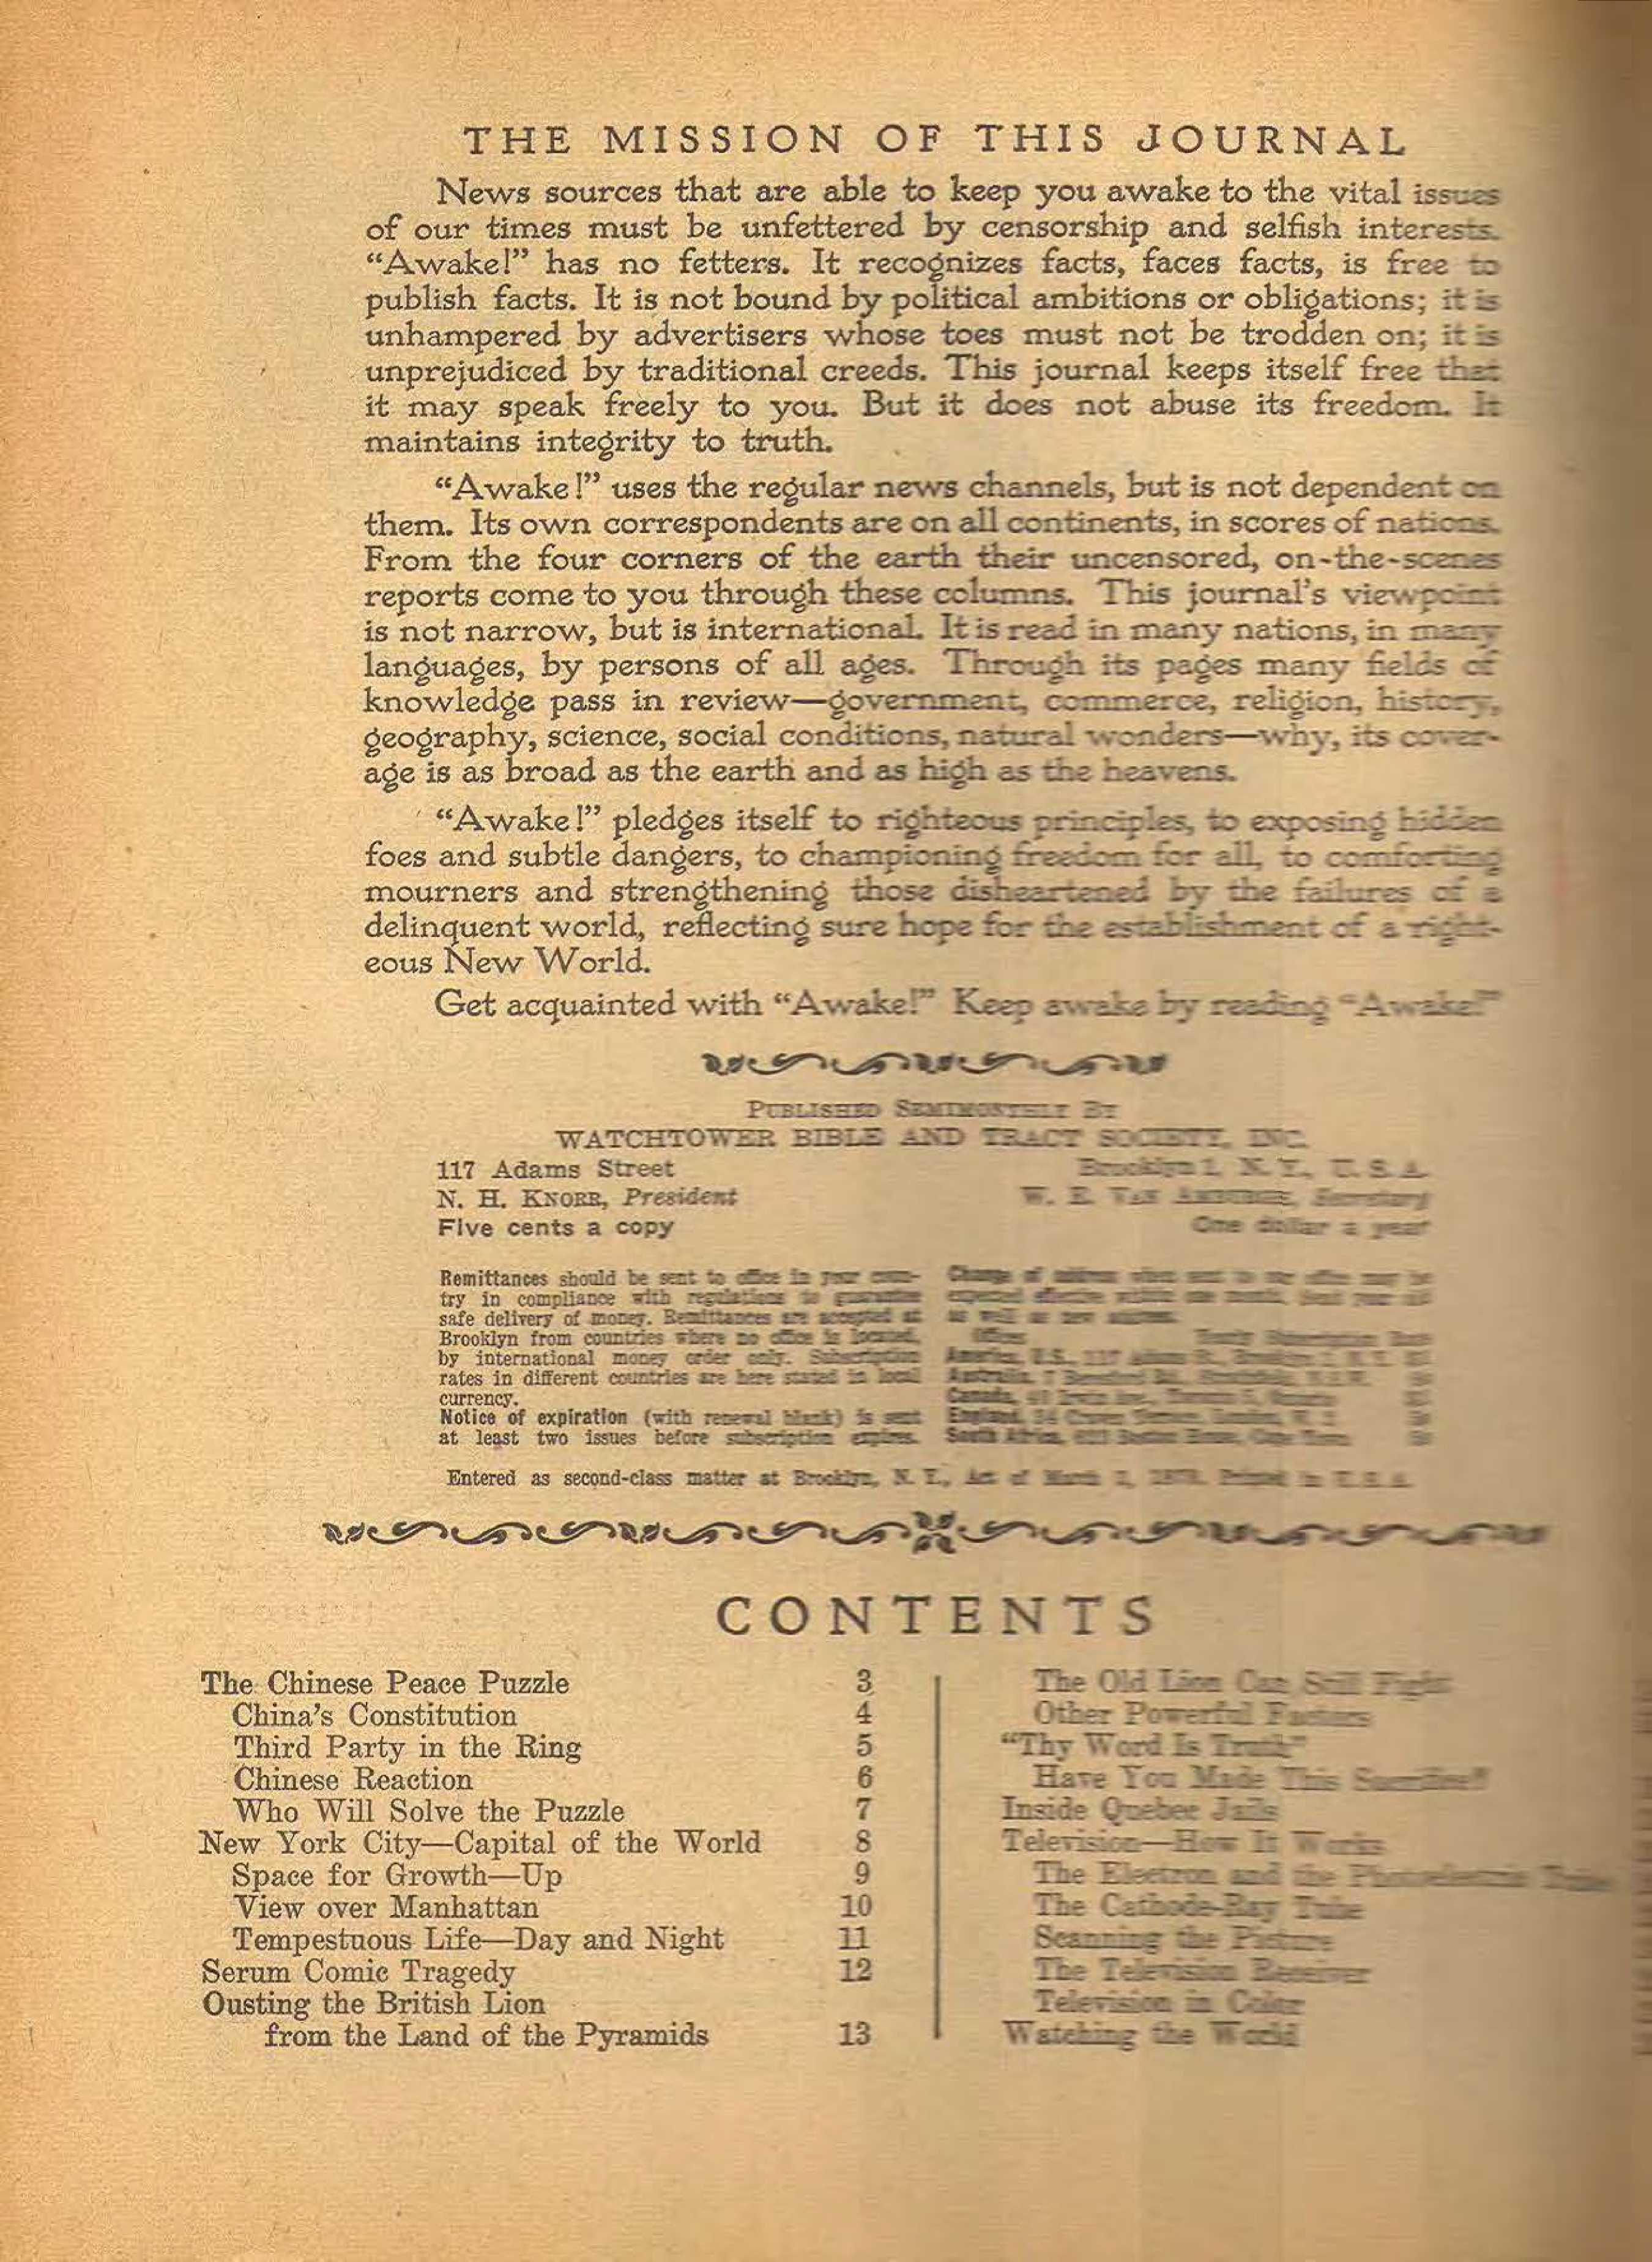 THE MISSION OF THIS JOURNAL
News sources that are able to keep you awake to the vital issues
of our times must be unfettered by censorship and selfish interests.
“Awake!” has no fetters. It recognizes facts, faces facts, is free to
publish facts. It is not bound by political ambitions or obligations; it is
unhampered by advertisers whose toes must not be trodden on; it is
unprejudiced by traditional creeds. This journal keeps itself free that
it may speak freely to you. But it does not abuse its freedom. It
maintains integrity to truth.
“Awake!” uses the regular news channels, but is not dependent on
them. Its own correspondents are on all continents, in scores of nations.
From the four corners of the earth their uncensored, on-the-scenes
reports come to you through these columns. This journal’s viewpoint
is not narrow, but is international. It is read in many nations, in many
languages, by persons of all ages. Through its pages many fields of
knowledge pass in review—government, commerce, religion, history,
geography, science, social conditions, natural wonders—why, its cover-
age is as broad as the earth and as high as the heavens.
“Awake!” pledges itself to righteous principles, to exposing hidden
foes and subtle dangers, to championing freedom for all, to comforting
mourners and strengthening those disheartened by the failures of a
delinquent world, reflecting sure hope for the establishment of a right-
eous New World.
Get acquainted with “Awake!” Keep awake by reading “Awake!”
PUBLISHED SEMIMONTHLY BY
WATCHTOWER BIBLE AND TRACT SOCIETY, INC.
117 Adams Street Brooklyn 1, N. Y., U. S. A.
N. H. KNORR, President W. E. VAN AMBURGH, Secretary
Five cents a copy One dollar a year
Remittances should be sent to office in your coun-
try in compliance with regulations to guarantee
safe delivery of money. Remittances are accepted at
Brooklyn from countries where no office is located,
by international money order only. Subscription
rates in different countries are here stated in local
currency.
Notice of expiration (with renewal blank) is sent
at least two issues before subscription expires.
Change of address when
Offices
America, U.S., 117
Australia, 7
Canada, 40
England, 34
South Africa,
Entered as second-class matter at Brooklyn, N. Y., Act of March 3, 1879. Printed in U. S. A.
CONTENTS
The Chinese Peace Puzzle 3
China’s Constitution 4
Third Party in the Ring 5
Chinese Reaction 6
Who Will Solve the Puzzle 7
New York City—Capital of the World 8
Space for Growth—Up 9
View over Manhattan 10
Tempestuous Life—Day and Night 11
Serum Comic Tragedy 12
Ousting the British Lion
from the Land of the Pyramids 13
The Old Lion Can Still Fight
Other Powerful Factors
“Thy Word Is Truth”
Have You Made This Sacrifice?
Inside Quebec Jails
Television—How It Works
The Electron and the Photoelectric Tube
The Cathode-Ray Tube
Scanning the Picture
The Television Receiver
Television in Color
Watching the World